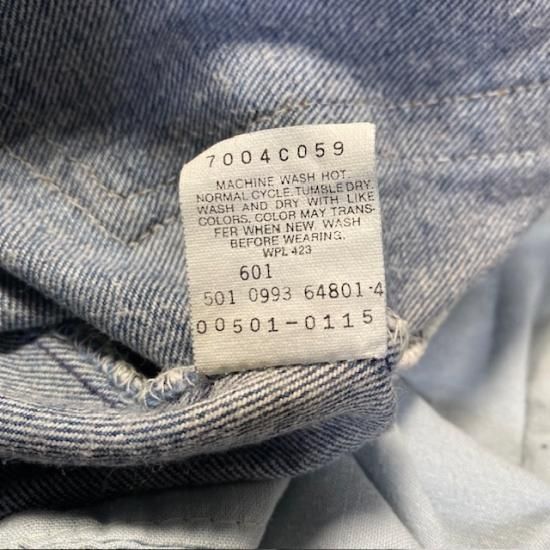 7004C059
MACHINE WASH HOT.
NORMAL CYCLE. TUMBLE DRY.
WASH AND DRY WITH LIKE
COLORS. COLOR MAY TRANS-
FER WHEN NEW. WASH
BEFORE WEARING.
WPL 423
601
501 0993 64801-4
00501-0115